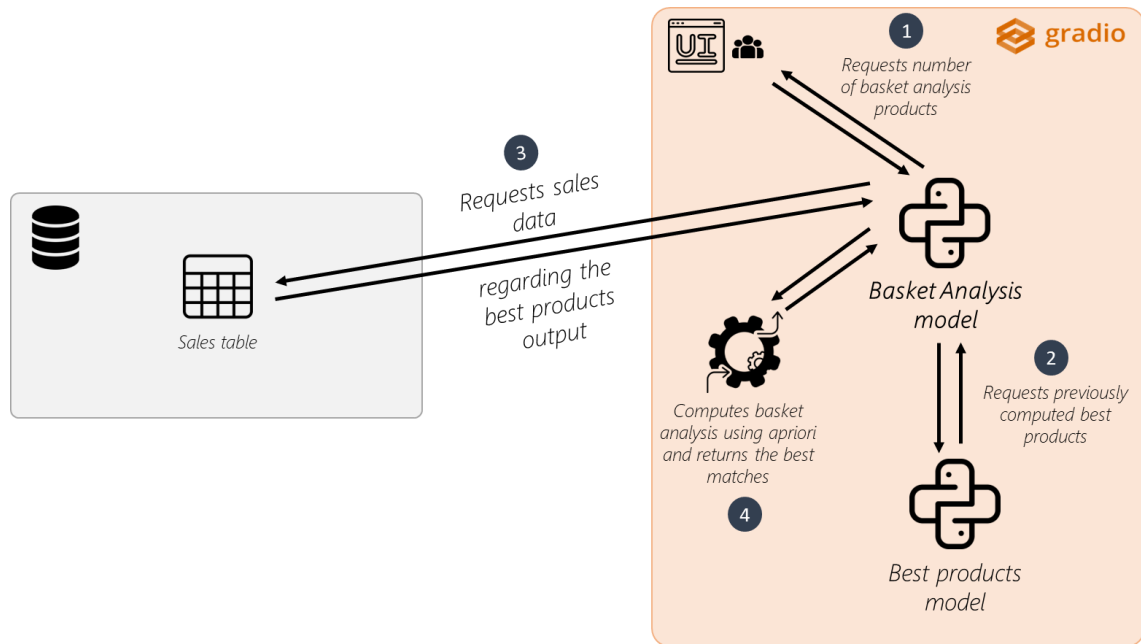 UI
1
gradio
Requests number
of basket analysis
products
3
Requests sales
data
regarding the
best products
output
Sales table
Basket Analysis
model
2
Requests previously
computed best
products
Computes basket
analysis using apriori
and returns the best
matches
4
Best products
model